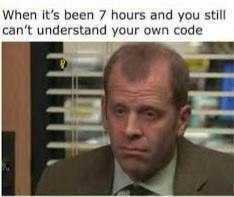 When it's been 7 hours and you still
can't understand your own code